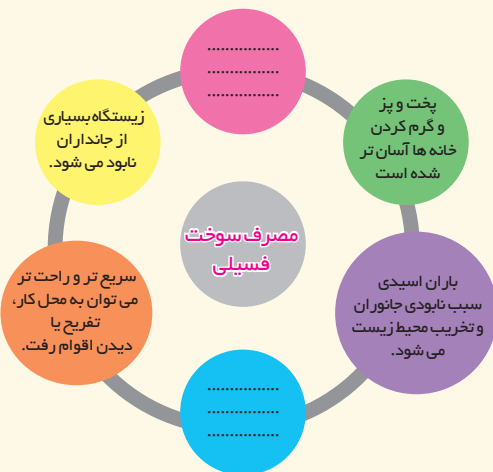 ................
................
................
پخت و پز
و گرم کردن
خانه ها آسان تر
شده است
زیستگاه بسیاری
از جانداران
نابود می شود.
مصرف سوخت
فسیلی
باران اسیدی
سبب نابودی جانوران
و تخریب محیط زیست
می شود.
سریع تر و راحت تر
می توان به محل کار،
تفریح یا
دیدن اقوام رفت.
................
................
................